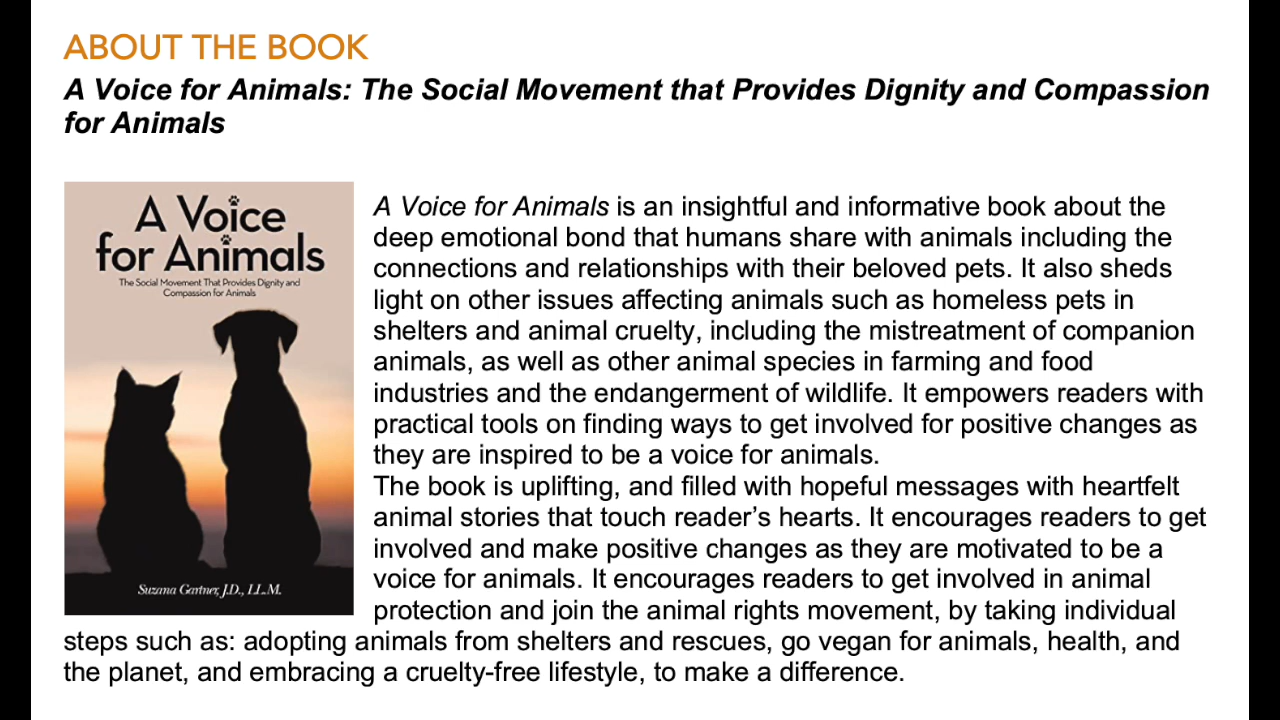 ABOUT THE BOOK
A Voice for Animals: The Social Movement that Provides Dignity and Compassion
for Animals
A Voice
for Animals
The Social Movement That Provides Dignity and
Compassion for Animals
Suzana Gartner, J.D., LL.M.
A Voice for Animals is an insightful and informative book about the
deep emotional bond that humans share with animals including the
connections and relationships with their beloved pets. It also sheds
light on other issues affecting animals such as homeless pets in
shelters and animal cruelty, including the mistreatment of companion
animals, as well as other animal species in farming and food
industries and the endangerment of wildlife. It empowers readers with
practical tools on finding ways to get involved for positive changes as
they are inspired to be a voice for animals.
The book is uplifting, and filled with hopeful messages with heartfelt
animal stories that touch reader’s hearts. It encourages readers to get
involved and make positive changes as they are motivated to be a
voice for animals. It encourages readers to get involved in animal
protection and join the animal rights movement, by taking individual
steps such as: adopting animals from shelters and rescues, go vegan for animals, health, and
the planet, and embracing a cruelty-free lifestyle, to make a difference.